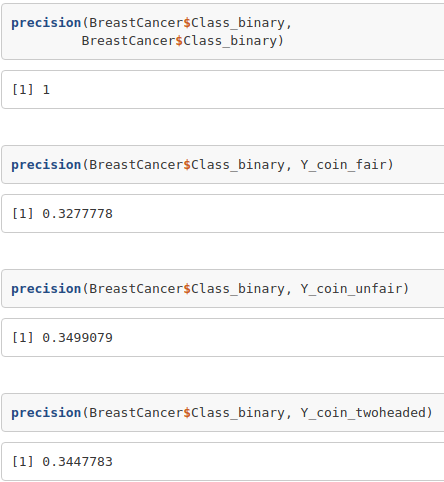 precision(BreastCancer$Class_binary,
BreastCancer$Class_binary)
[1] 1
precision(BreastCancer$Class_binary, Y_coin_fair)
[1] 0.3277778
precision(BreastCancer$Class_binary, Y_coin_unfair)
[1] 0.3499079
precision(BreastCancer$Class_binary, Y_coin_twoheaded)
[1] 0.3447783